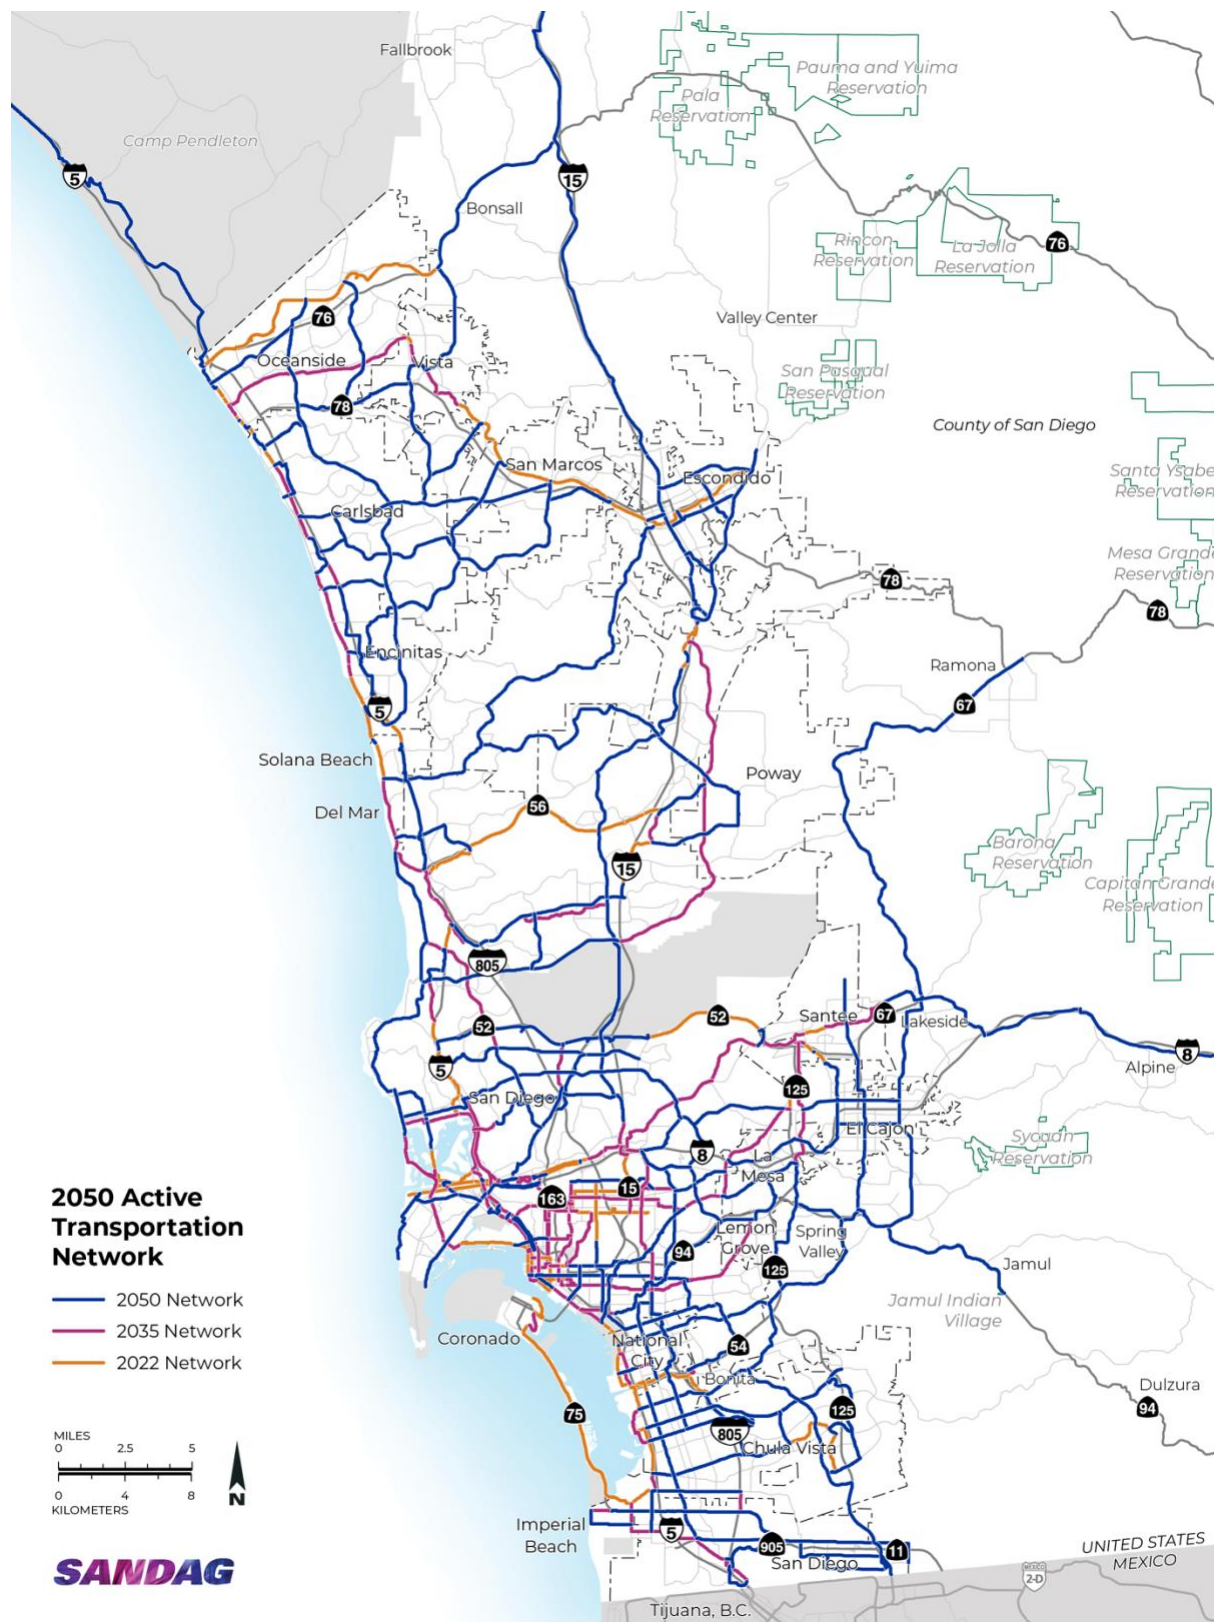 Fallbrook
Pauma and Yuima
Reservation
Pala
Reservation
Camp Pendleton
5
15
Bonsall
Rincon
Reservation
La Jolla
Reservation
76
76
Valley Center
Oceanside
Vista
San Pasqual
Reservation
78
County of San Diego
San Marcos
Escondido
Santa Ysabe
Reservation
Carlsbad
Mesa Grande
Reservation
78
78
Encinitas
Ramona
5
67
Solana Beach
Poway
Del Mar
56
Barona
Reservation
15
Capitan Grande
Reservation
805
52
52
Santee
67
Lakeside
5
8
Alpine
125
San Diego
El Cajon
Sycuan
Reservation
8
La
Mesa
15
163
2050 Active
Transportation
Network
Lemon
Grove
Spring
Valley
94
125
Jamul
2050 Network
2035 Network
2022 Network
Jamul Indian
Village
Coronado
National
City
54
Bonita
Dulzura
94
75
125
805
Chula Vista
MILES
0 2.5 5
0 4 8
KILOMETERS
N
Imperial
Beach
5
905
San Diego
11
UNITED STATES
MEXICO
SANDAG
MEXICO
2-D
Tijuana, B.C.